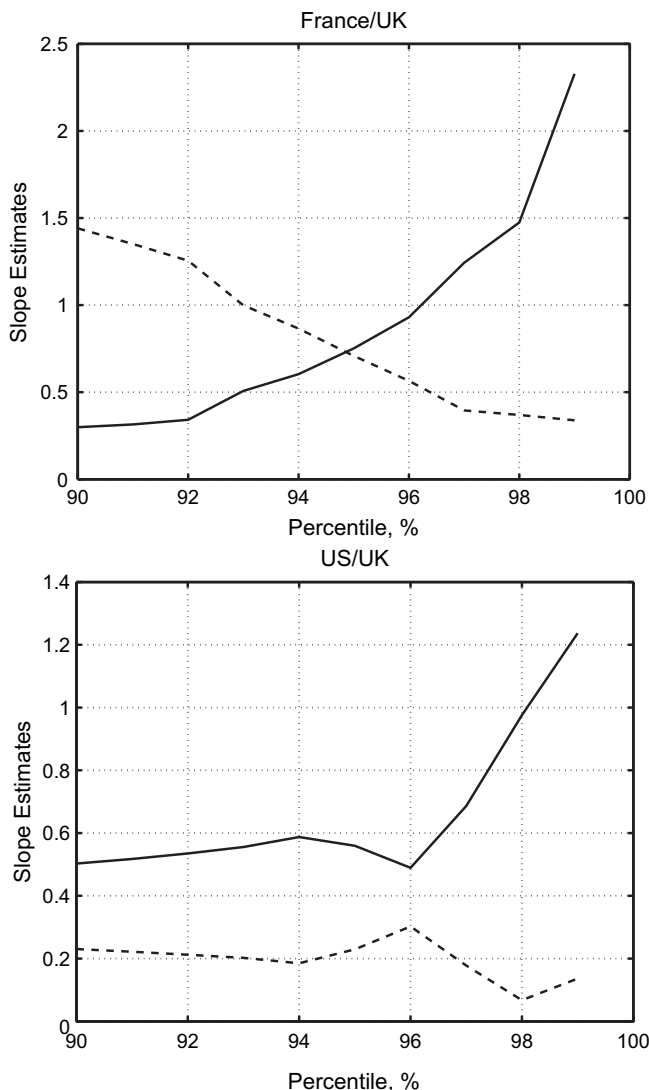 France/UK
2.5
2
1.5
1
0.5
0
Slope Estimates
90 92 94 96 98 100
Percentile, %
US/UK
1.4
1.2
1
0.8
0.6
0.4
0.2
0
Slope Estimates
90 92 94 96 98 100
Percentile, %